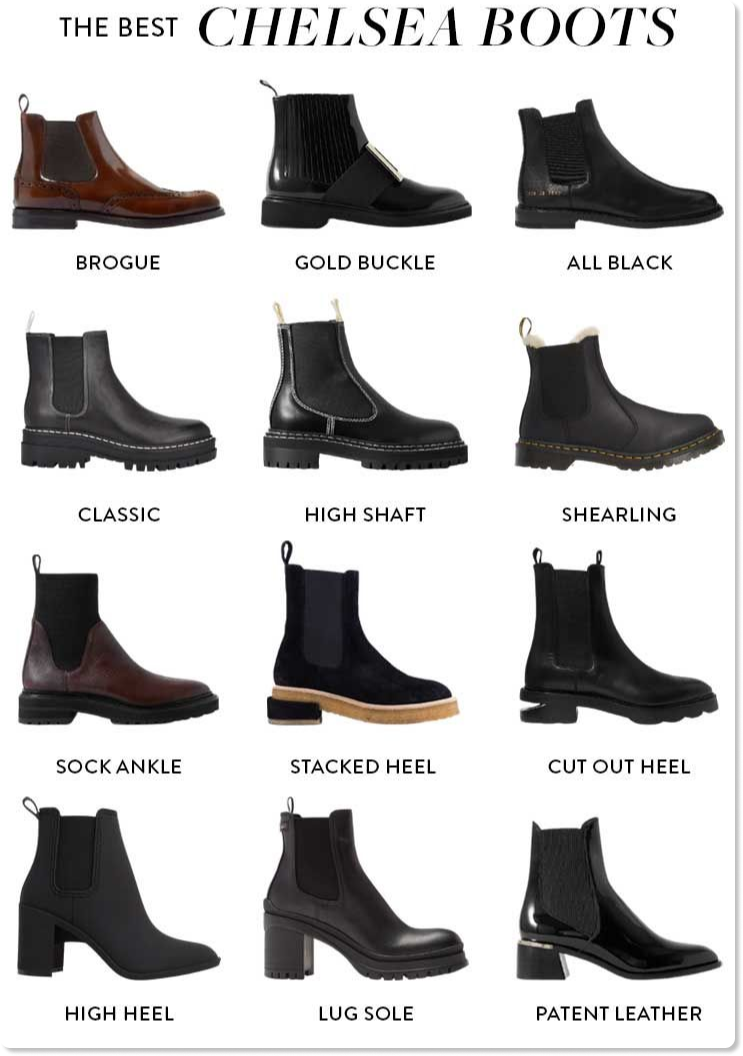 THE BEST CHELSEA BOOTS
BROGUE GOLD BUCKLE ALL BLACK
CLASSIC HIGH SHAFT SHEARLING
SOCK ANKLE STACKED HEEL CUT OUT HEEL
HIGH HEEL LUG SOLE PATENT LEATHER